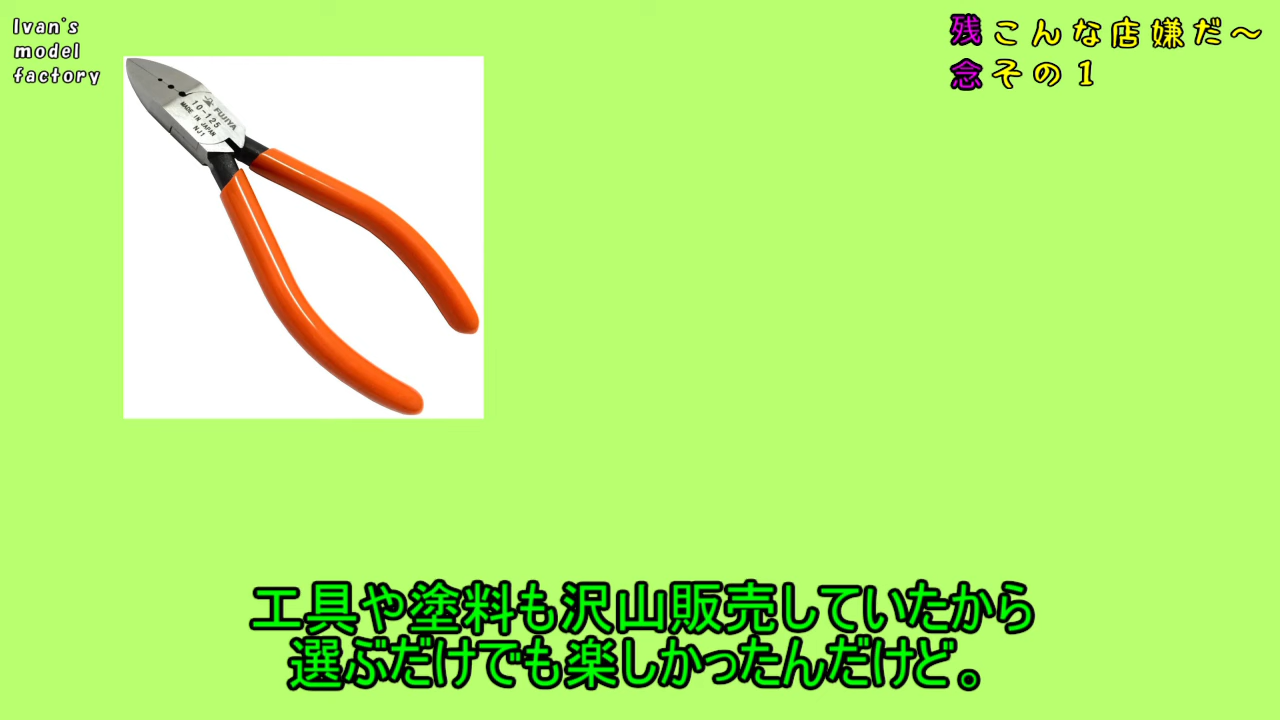 Ivan's
model
factory
残念
こんな店嫌だ～
その１
FUJIYA
10-125
MADE IN JAPAN
NJ1
工具や塗料も沢山販売していたから
選ぶだけでも楽しかったんだけど。